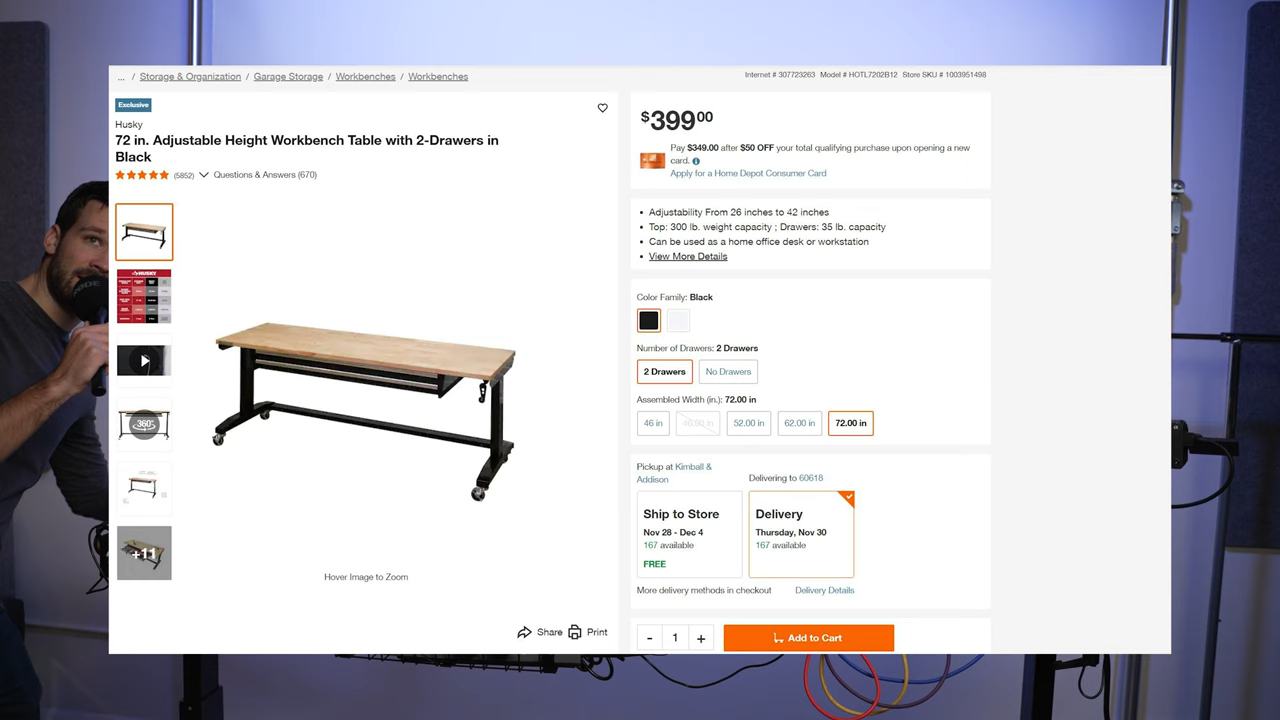 ... / Storage & Organization / Garage Storage / Workbenches / Workbenches
Internet # 307723263 Model # HOTL7202B12 Store SKU # 1003951498
Exclusive
Husky
72 in. Adjustable Height Workbench Table with 2-Drawers in
Black
(5852) Questions & Answers (670)
HUSKY
360°
+11
Hover Image to Zoom
Share Print
$39900
Pay $349.00 after $50 OFF your total qualifying purchase upon opening a new
card.
Apply for a Home Depot Consumer Card
• Adjustability From 26 inches to 42 inches
• Top: 300 lb. weight capacity ; Drawers: 35 lb. capacity
• Can be used as a home office desk or workstation
• View More Details
Color Family: Black
Number of Drawers: 2 Drawers
2 Drawers No Drawers
Assembled Width (in.): 72.00 in
46 in 52.00 in 62.00 in 72.00 in
Pickup at Kimball &
Addison
Delivering to 60618
Ship to Store
Nov 28 - Dec 4
167 available
FREE
Delivery
Thursday, Nov 30
167 available
More delivery methods in checkout Delivery Details
- 1 + Add to Cart
RODE